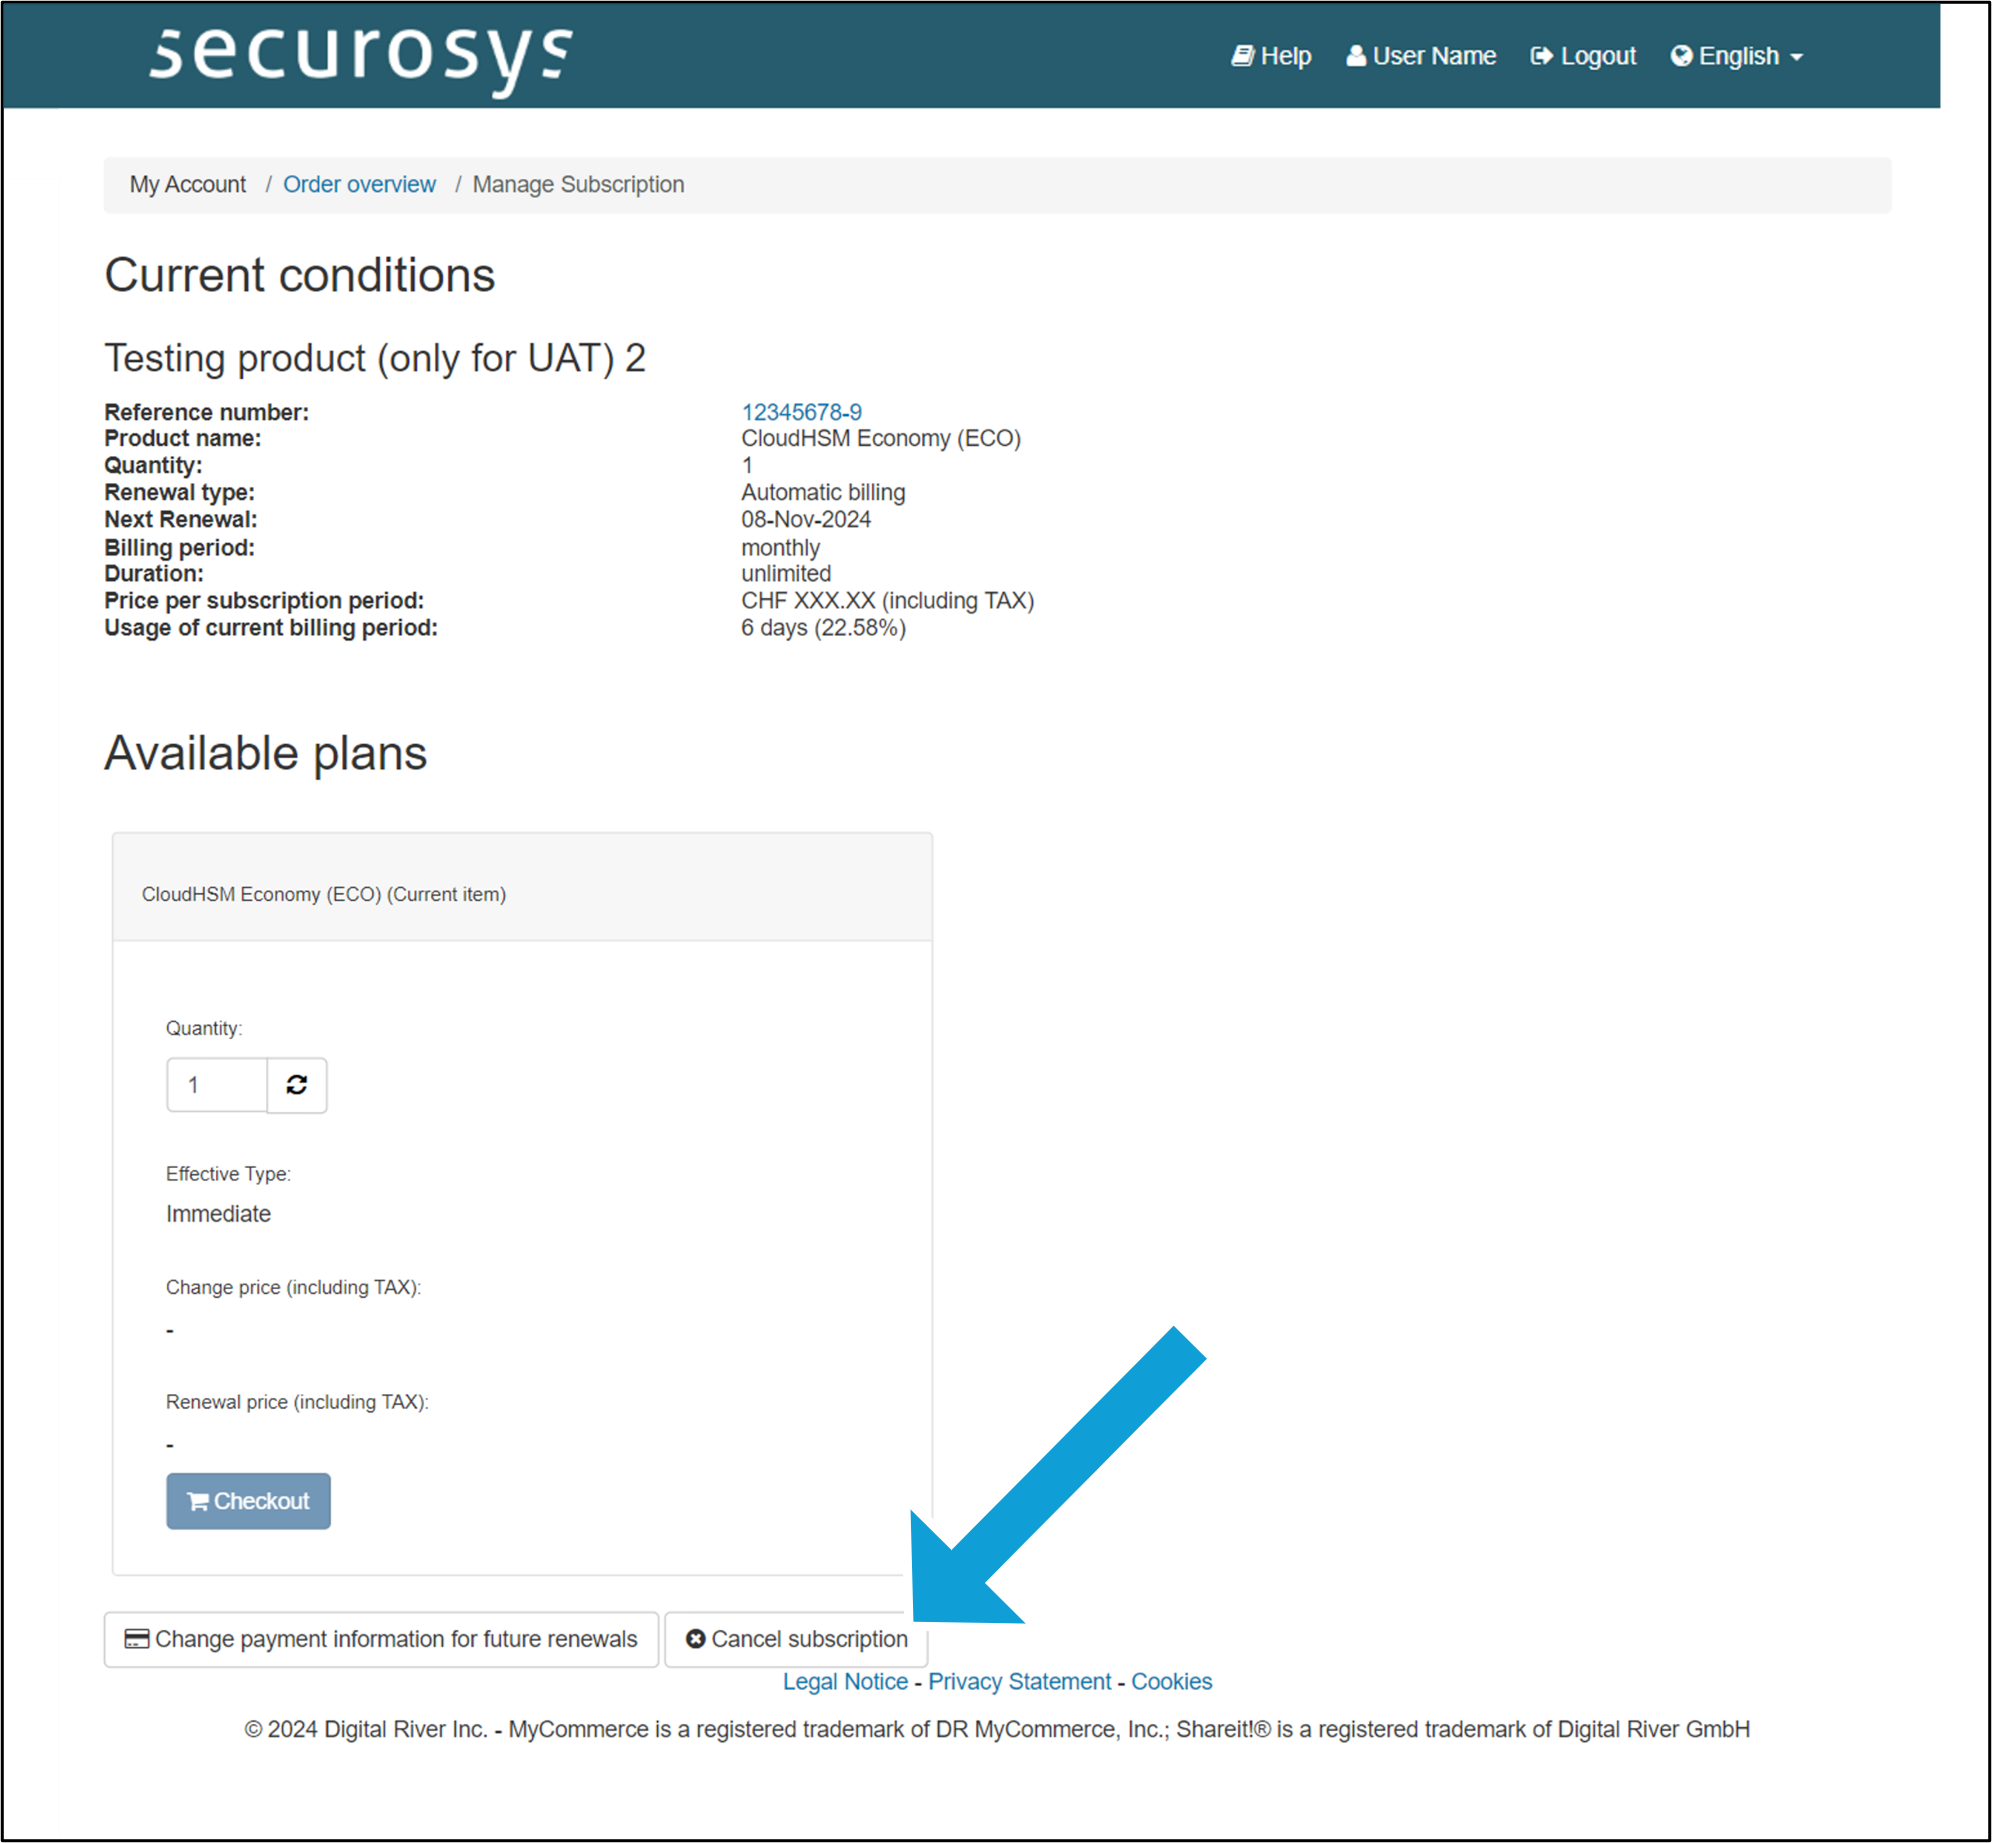 securosys
Help User Name Logout English
My Account / Order overview / Manage Subscription
Current conditions
Testing product (only for UAT) 2
Reference number: 12345678-9
Product name: CloudHSM Economy (ECO)
Quantity: 1
Renewal type: Automatic billing
Next Renewal: 08-Nov-2024
Billing period: monthly
Duration: unlimited
Price per subscription period: CHF XXX.XX (including TAX)
Usage of current billing period: 6 days (22.58%)
Available plans
CloudHSM Economy (ECO) (Current item)
Quantity:
1
Effective Type:
Immediate
Change price (including TAX):
-
Renewal price (including TAX):
-
Checkout
Change payment information for future renewals Cancel subscription
Legal Notice - Privacy Statement - Cookies
© 2024 Digital River Inc. - MyCommerce is a registered trademark of DR MyCommerce, Inc.; Shareit!® is a registered trademark of Digital River GmbH